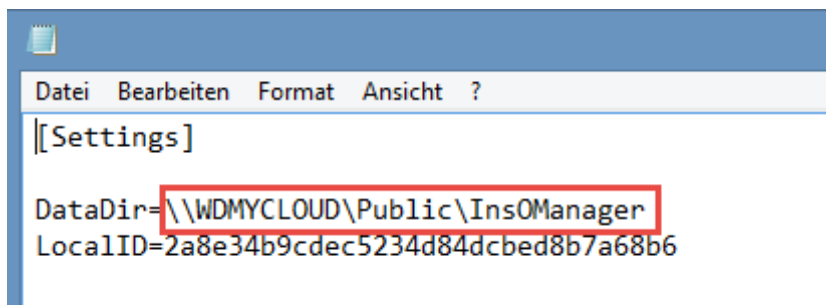 Datei Bearbeiten Format Ansicht ?
[Settings]
DataDir=\\WDMYCLOUD\Public\InsOManager
LocalID=2a8e34b9cdec5234d84dcbed8b7a68b6